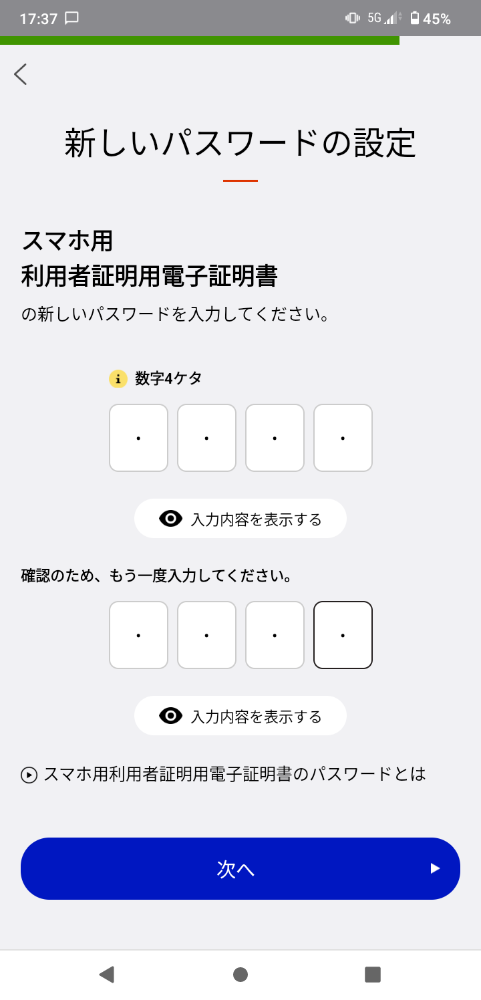 17:37 5G 45%
新しいパスワードの設定
スマホ用
利用者証明用電子証明書
の新しいパスワードを入力してください。
数字4ケタ
入力内容を表示する
確認のため、もう一度入力してください。
入力内容を表示する
スマホ用利用者証明用電子証明書のパスワードとは
次へ